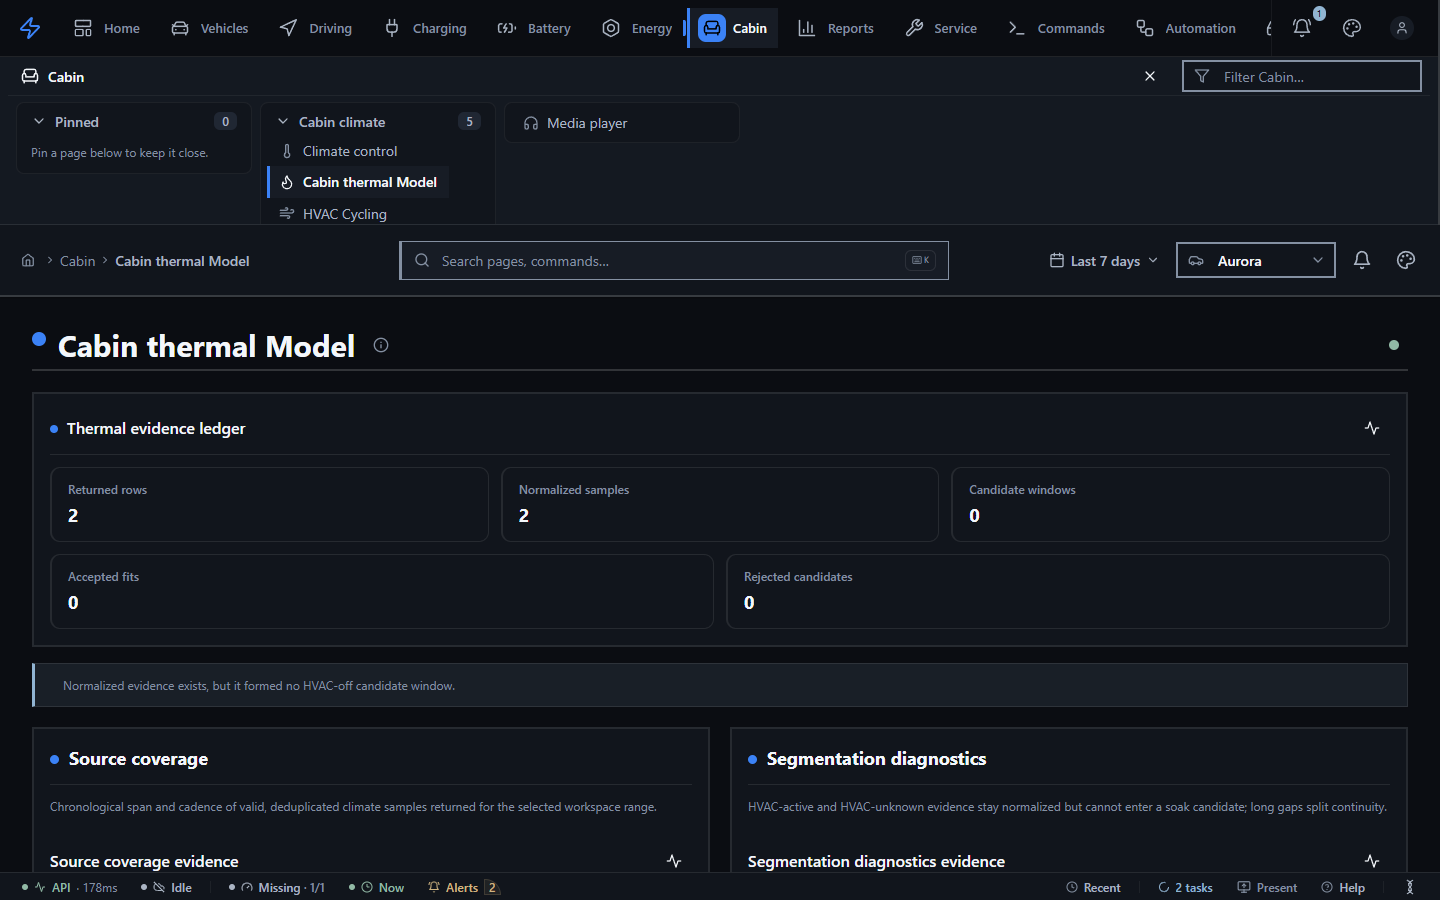 Home Vehicles Driving Charging Battery Energy Cabin Reports Service Commands Automation 1
Cabin
Filter Cabin...
Pinned 0
Pin a page below to keep it close.
Cabin climate 5
Climate control
Cabin thermal Model
HVAC Cycling
Media player
Cabin Cabin thermal Model
Search pages, commands... K
Last 7 days
Aurora
Cabin thermal Model
Thermal evidence ledger
Returned rows
2
Normalized samples
2
Candidate windows
0
Accepted fits
0
Rejected candidates
0
Normalized evidence exists, but it formed no HVAC-off candidate window.
Source coverage
Chronological span and cadence of valid, deduplicated climate samples returned for the selected workspace range.
Source coverage evidence
Segmentation diagnostics
HVAC-active and HVAC-unknown evidence stay normalized but cannot enter a soak candidate; long gaps split continuity.
Segmentation diagnostics evidence
API · 178ms Idle Missing · 1/1 Now Alerts 2 Recent 2 tasks Present Help